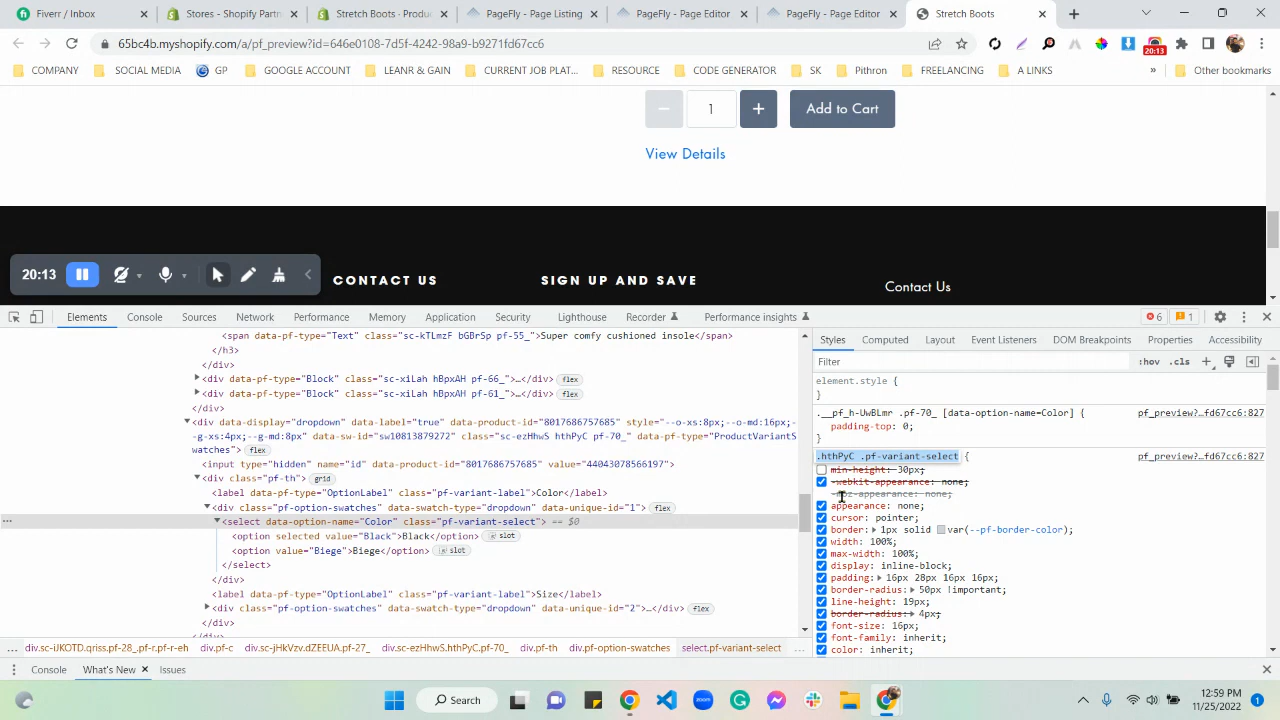 Fiverr / Inbox
Stores - Shopify Partn
Stretch Boots · Produc
PageFly - Page Listing
PageFly - Page Editor
PageFly - Page Editor
Stretch Boots
65bc4b.myshopify.com/a/pf_preview?id=646e0108-7d5f-4242-98a9-b9271fd67cc6
20:13
COMPANY
SOCIAL MEDIA
GP
GOOGLE ACCOUNT
LEANR & GAIN
CURRENT JOB PLAT...
RESOURCE
CODE GENERATOR
SK
Pithron
FREELANCING
A LINKS
»
Other bookmarks
− 1 + Add to Cart
View Details
20:13
CONTACT US
SIGN UP AND SAVE
Contact Us
Elements Console Sources Network Performance Memory Application Security Lighthouse Recorder Performance insights 6 1
<span data-pf-type="Text" class="sc-kTLmzF bGBrSp pf-55_">Super comfy cushioned insole</span>
</h3>
</div>
<div data-pf-type="Block" class="sc-xiLah hBpxAH pf-66_">…</div> flex
<div data-pf-type="Block" class="sc-xiLah hBpxAH pf-61_">…</div> flex
</div>
<div data-display="dropdown" data-product-id="8017686757685" style="--o-md:16px;--g-xs:4px;--g-md:8px" data-sw-id="sw10813879272" class="sc-ezHhwS hthPyC pf-70_" data-pf-type="ProductVariantSwatches"> flex
<input type="hidden" name="id" data-product-id="8017686757685" value="44043078566197">
<div class="pf-th"> grid
<label data-pf-type="OptionLabel" class="pf-variant-label">Color</label>
<div class="pf-option-swatches" data-swatch-type="dropdown" data-unique-id="1"> flex
<select data-option-name="Color" class="pf-variant-select"> == $0
<option selected value="Black">Black</option> slot
<option value="Biege">Biege</option> slot
</select>
</div>
<label data-pf-type="OptionLabel" class="pf-variant-label">Size</label>
<div class="pf-option-swatches" data-swatch-type="dropdown" data-unique-id="2">…</div> flex
</div>
Styles Computed Layout Event Listeners DOM Breakpoints Properties Accessibility
Filter :hov .cls +
element.style {
}
.__pf_h-UwBLmr .pf-70_ [data-option-name=Color] { pf_preview?…fd67cc6:827
padding-top: 0;
}
.hthPyC .pf-variant-select { pf_preview?…fd67cc6:827
min-height: 30px;
-webkit-appearance: none;
-moz-appearance: none;
appearance: none;
cursor: pointer;
border: 1px solid var(--pf-border-color);
width: 100%;
max-width: 100%;
display: inline-block;
padding: 16px 28px 16px 16px;
border-radius: 50px !important;
line-height: 19px;
border-radius: 4px;
font-size: 16px;
font-family: inherit;
color: inherit;
div.sc-jHkVzv.dZEEUA.pf-27_ div.sc-ezHhwS.hthPyC.pf-70_ div.pf-th div.pf-option-swatches select.pf-variant-select ...
Console What's New Issues
Search
12:59 PM
11/25/2022
1